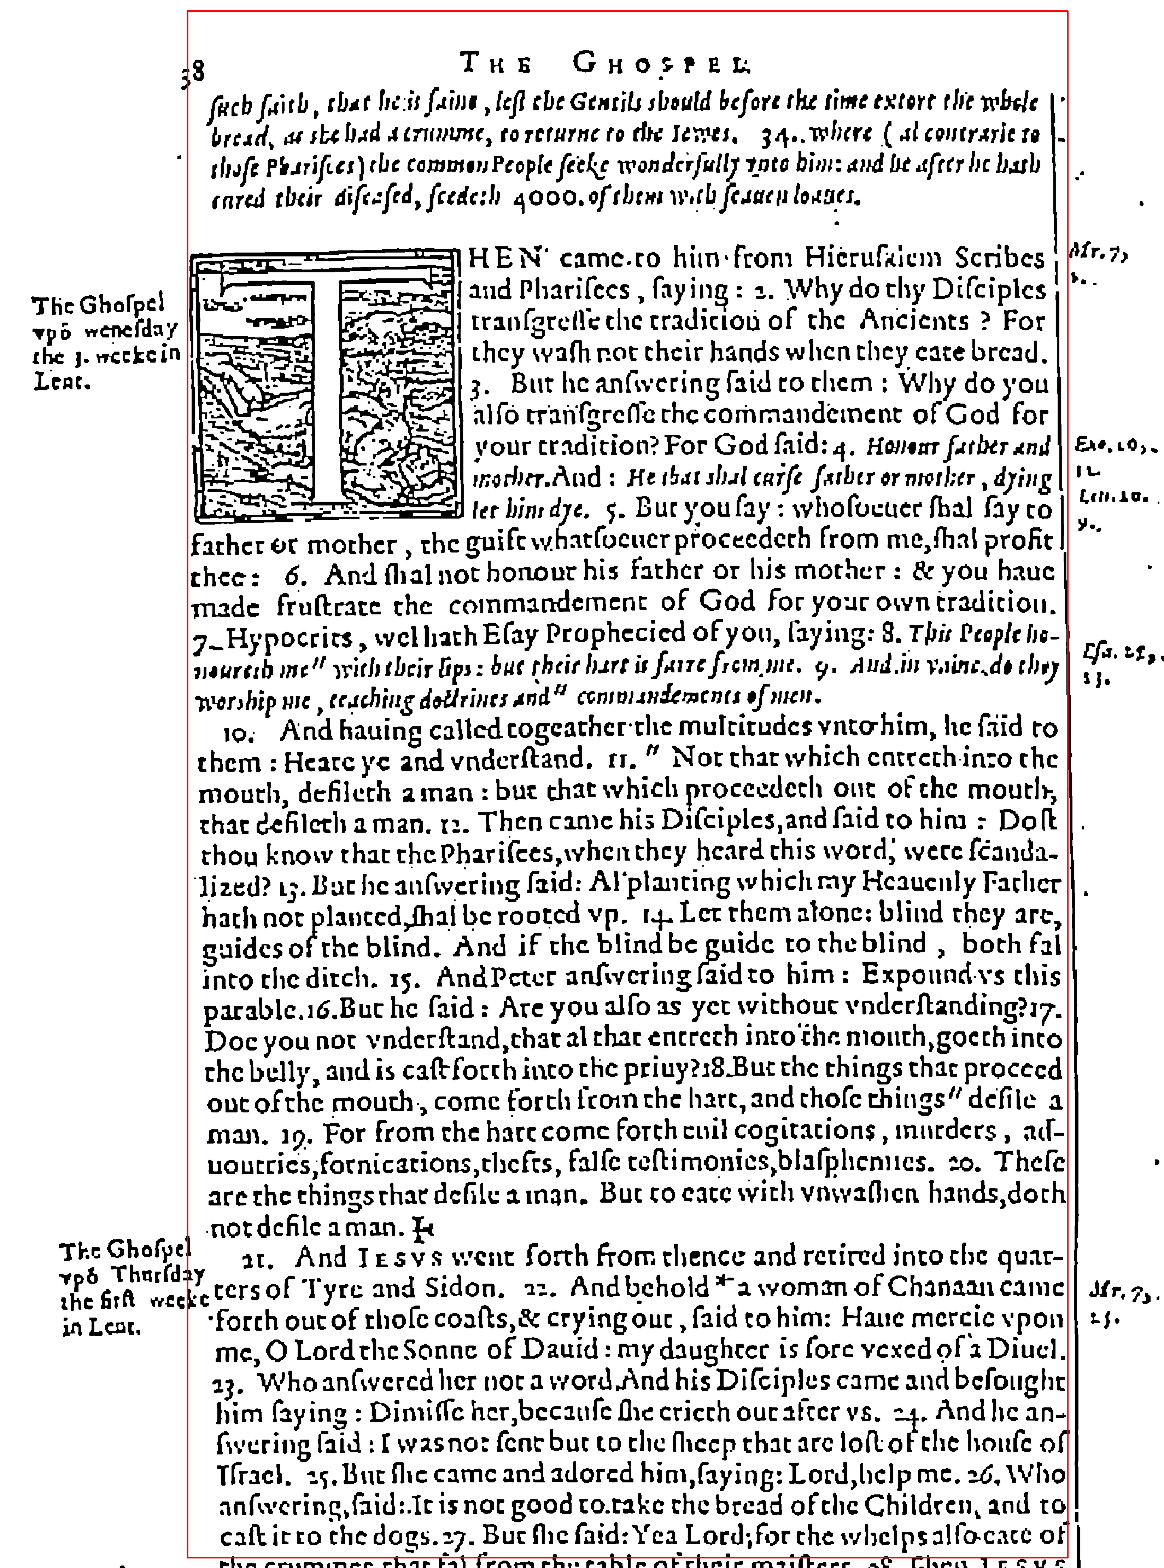 38 THE GHOSPEL
ſuch faith, that he is faine, leſt the Gentils should before the time extort the whole
bread, as she had a crumme, to returne to the Iewes. 34. where (al contrarie to
thoſe Phariſees) the common People ſeeke wonderfully vnto him: and he after he hath
cured their diſeaſed, feedeth 4000. of them with ſeauen loaues.
THEN came to him from Hieruſalem Scribes
and Phariſees, ſaying: 2. Why do thy Diſciples
tranſgreſſe the tradition of the Ancients? For
they waſh not their hands when they eate bread.
3. But he anſwering ſaid to them: Why do you
alſo tranſgreſſe the commandement of God for
your tradition? For God ſaid: 4. Honour father and
mother. And: He that shal curſe father or mother, dying
let him dye. 5. But you ſay: whoſoeuer ſhal ſay to
father or mother, the guift whatſoeuer proceedeth from me, ſhal profit
thee: 6. And ſhal not honour his father or his mother: & you haue
made fruſtrate the commandement of God for your own tradition.
7. Hypocrits, wel hath Eſay Prophecied of you, ſaying: 8. This People ho-
noureth me" with their lips: but their hart is farre from me. 9. And in vaine do they
worship me, teaching doctrines and" commandements of men.
10. And hauing called togeather the multitudes vnto him, he ſaid to
them: Heare ye and vnderſtand. 11. " Not that which entreth into the
mouth, defileth a man: but that which proceedeth out of the mouth,
that defileth a man. 12. Then came his Diſciples, and ſaid to him: Doſt
thou know that the Phariſees, when they heard this word, were ſcanda-
lized? 13. But he anſwering ſaid: Al planting which my Heauenly Father
hath not planted, ſhal be rooted vp. 14. Let them alone: blind they are,
guides of the blind. And if the blind be guide to the blind, both fal
into the ditch. 15. And Peter anſwering ſaid to him: Expound vs this
parable. 16. But he ſaid: Are you alſo as yet without vnderſtanding? 17.
Doe you not vnderſtand, that al that entreth into the mouth, goeth into
the belly, and is caſt forth into the priuy? 18. But the things that proceed
out of the mouth, come forth from the hart, and thoſe things" defile a
man. 19. For from the hart come forth euil cogitations, murders, ad-
uoutries, fornications, thefts, falſe teſtimonies, blaſphemies. 20. Theſe
are the things that defile a man. But to eate with vnwaſhen hands, doth
not defile a man.
21. And IESVS went forth from thence and retired into the quar-
ters of Tyre and Sidon. 22. And behold * a woman of Chanaan came
forth out of thoſe coaſts, & crying out, ſaid to him: Haue mercie vpon
me, O Lord the Sonne of Dauid: my daughter is ſore vexed of a Diuel.
23. Who anſwered her not a word. And his Diſciples came and beſought
him ſaying: Dimiſſe her, becauſe ſhe crieth out after vs. 24. And he an-
ſwering ſaid: I was not ſent but to the ſheep that are loſt of the houſe of
Iſrael. 25. But ſhe came and adored him, ſaying: Lord, help me. 26. Who
anſwering, ſaid: It is not good to take the bread of the Children, and to
caſt it to the dogs. 27. But ſhe ſaid: Yea Lord; for the whelps alſo eate of
the crummes that fal from the table of their maiſters. 28. Then IESVS
The Ghoſpel
vpō weneſday
the 3. weeke in
Lent.
The Ghoſpel
vpō Thurſday
the firſt weeke
in Lent.
Mr. 7,
1.
Exo. 20,
12.
Leu. 20.
9.
Eſa. 29,
13.
Mr. 7,
25.